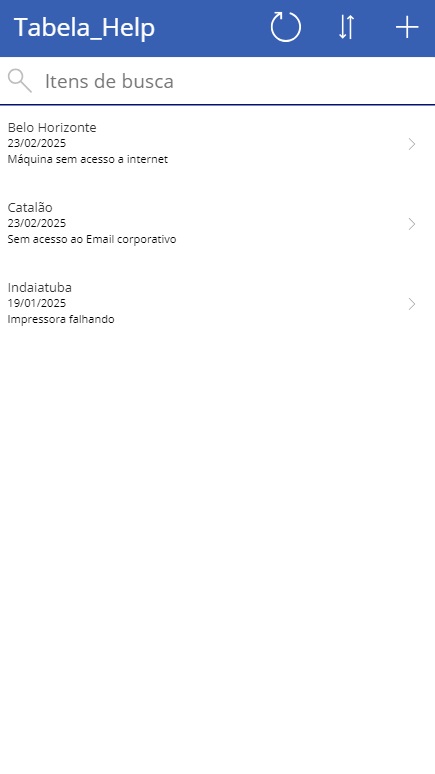 Tabela_Help
Itens de busca
Belo Horizonte
23/02/2025
Máquina sem acesso a internet
Catalão
23/02/2025
Sem acesso ao Email corporativo
Indaiatuba
19/01/2025
Impressora falhando